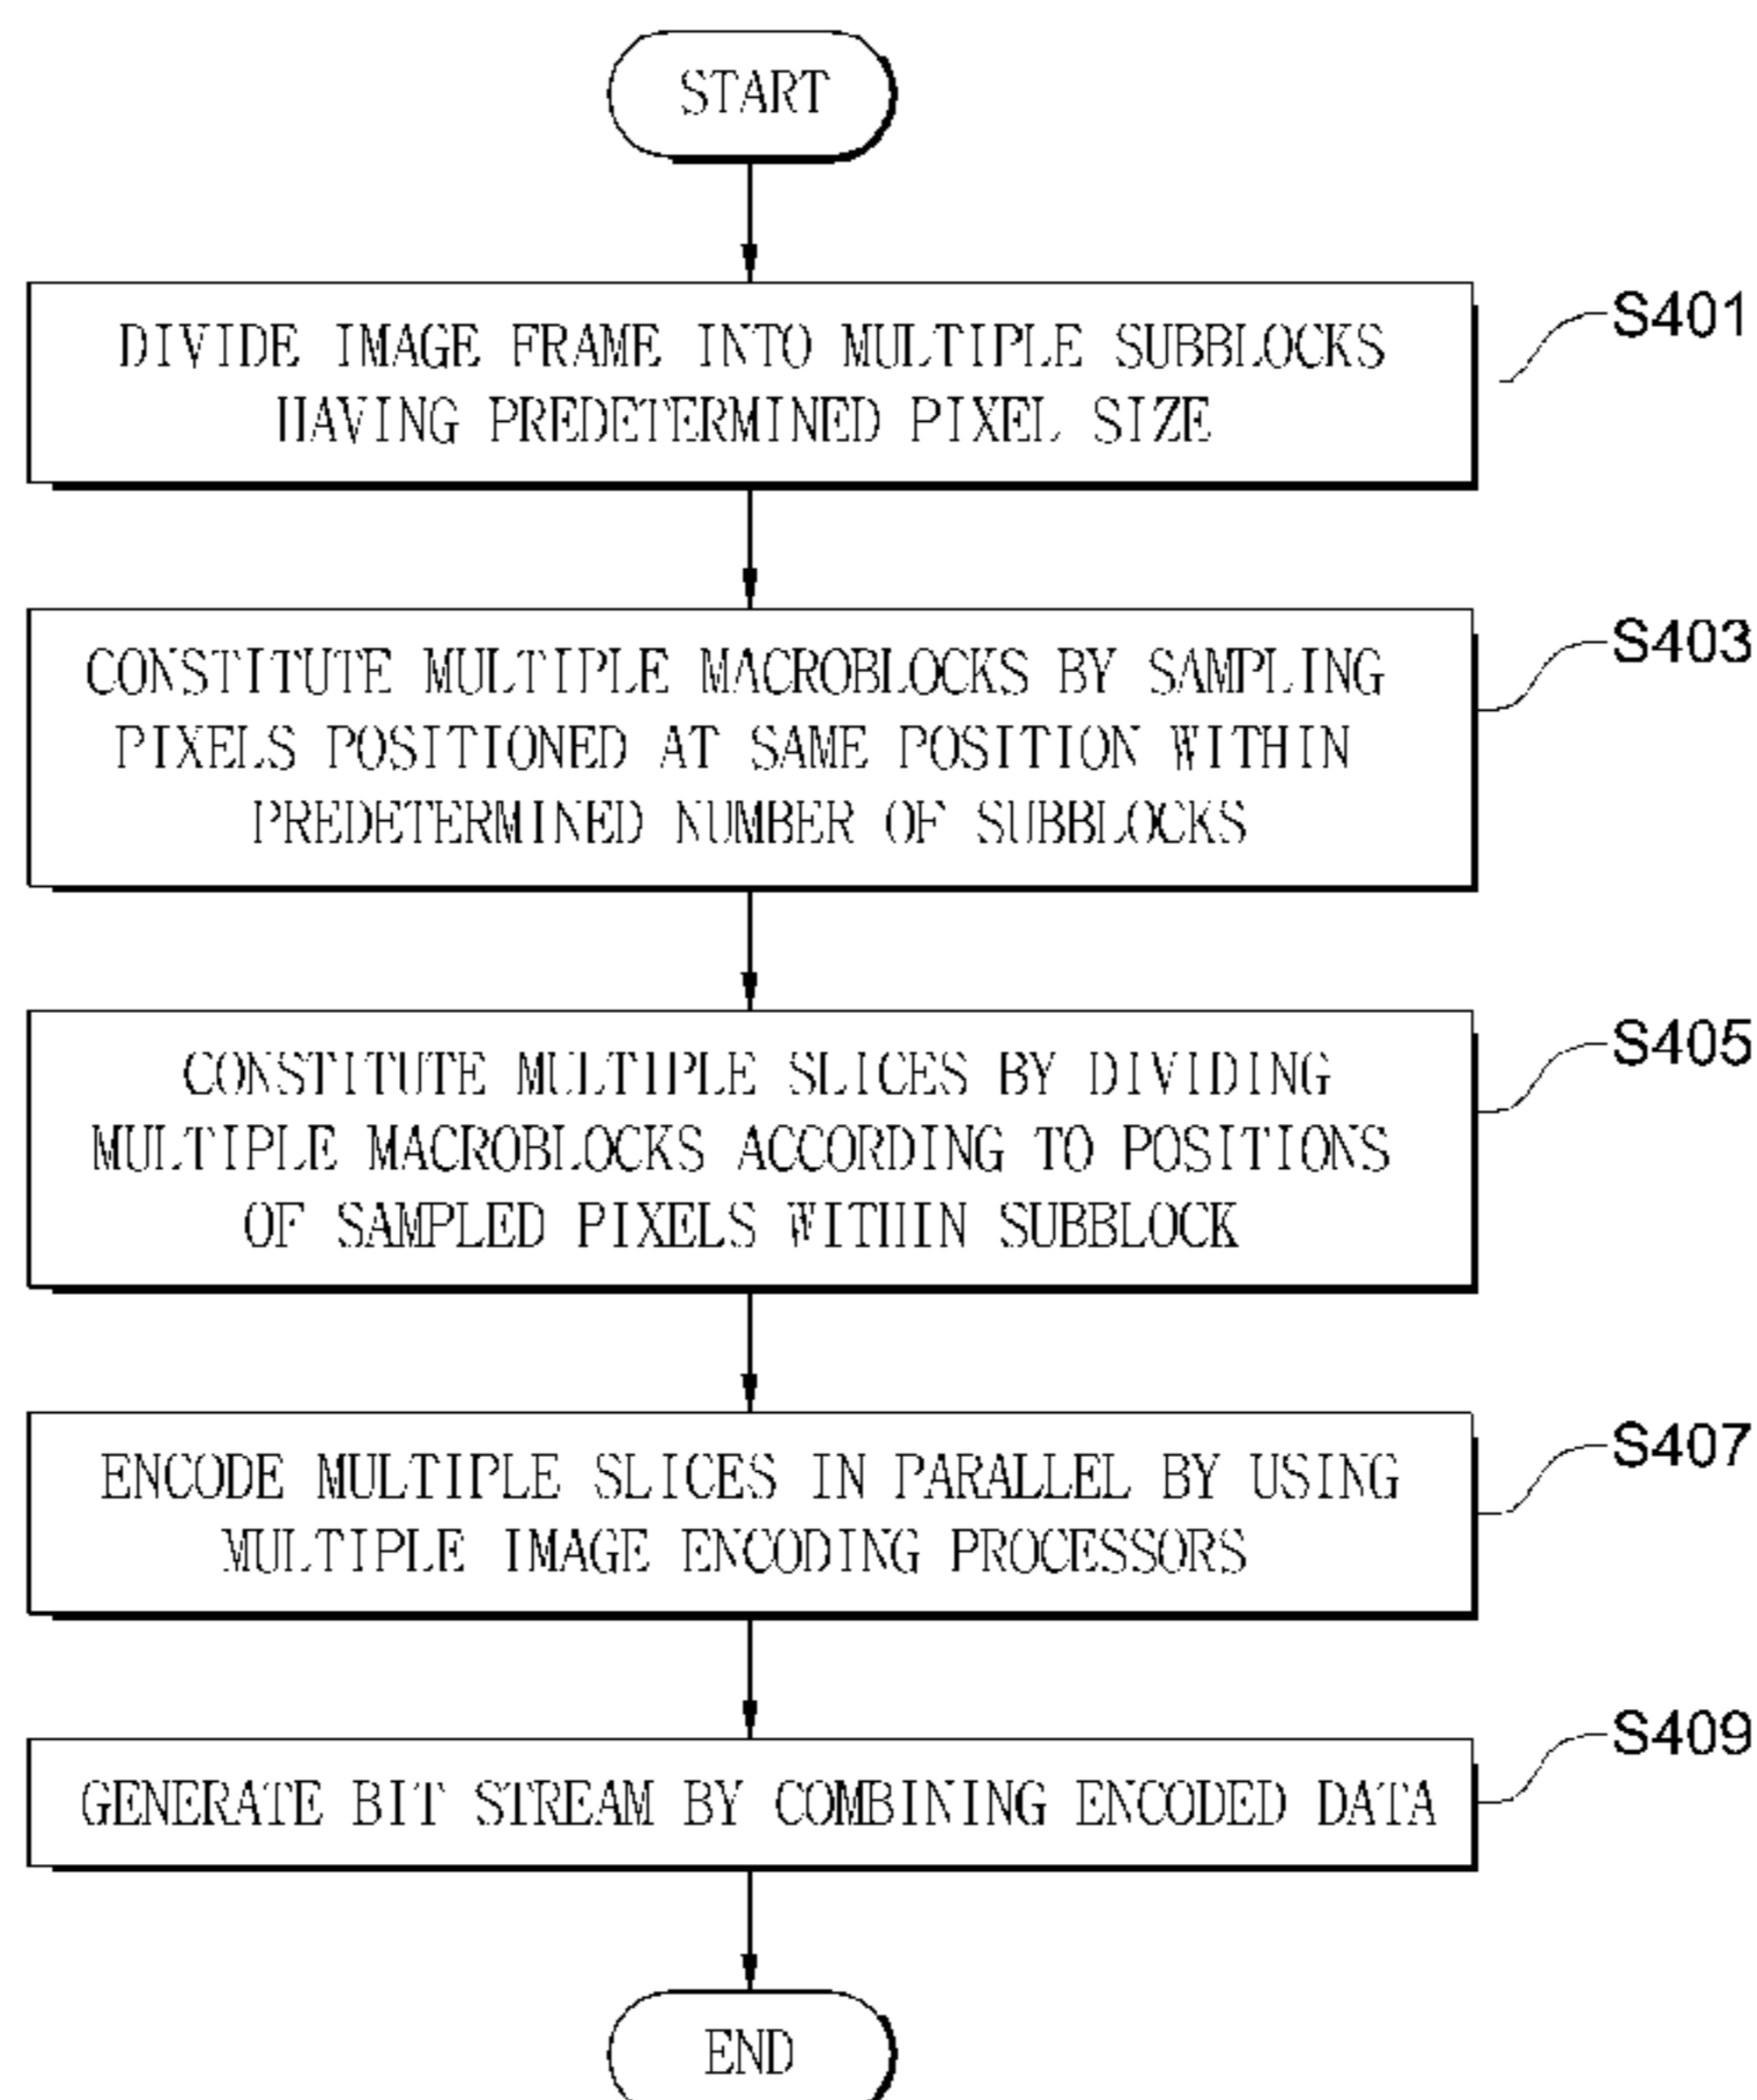 START
DIVIDE IMAGE FRAME INTO MULTIPLE SUBBLOCKS
HAVING PREDETERMINED PIXEL SIZE
S401
CONSTITUTE MULTIPLE MACROBLOCKS BY SAMPLING
PIXELS POSITIONED AT SAME POSITION WITHIN
PREDETERMINED NUMBER OF SUBBLOCKS
S403
CONSTITUTE MULTIPLE SLICES BY DIVIDING
MULTIPLE MACROBLOCKS ACCORDING TO POSITIONS
OF SAMPLED PIXELS WITHIN SUBBLOCK
S405
ENCODE MULTIPLE SLICES IN PARALLEL BY USING
MULTIPLE IMAGE ENCODING PROCESSORS
S407
GENERATE BIT STREAM BY COMBINING ENCODED DATA
S409
END